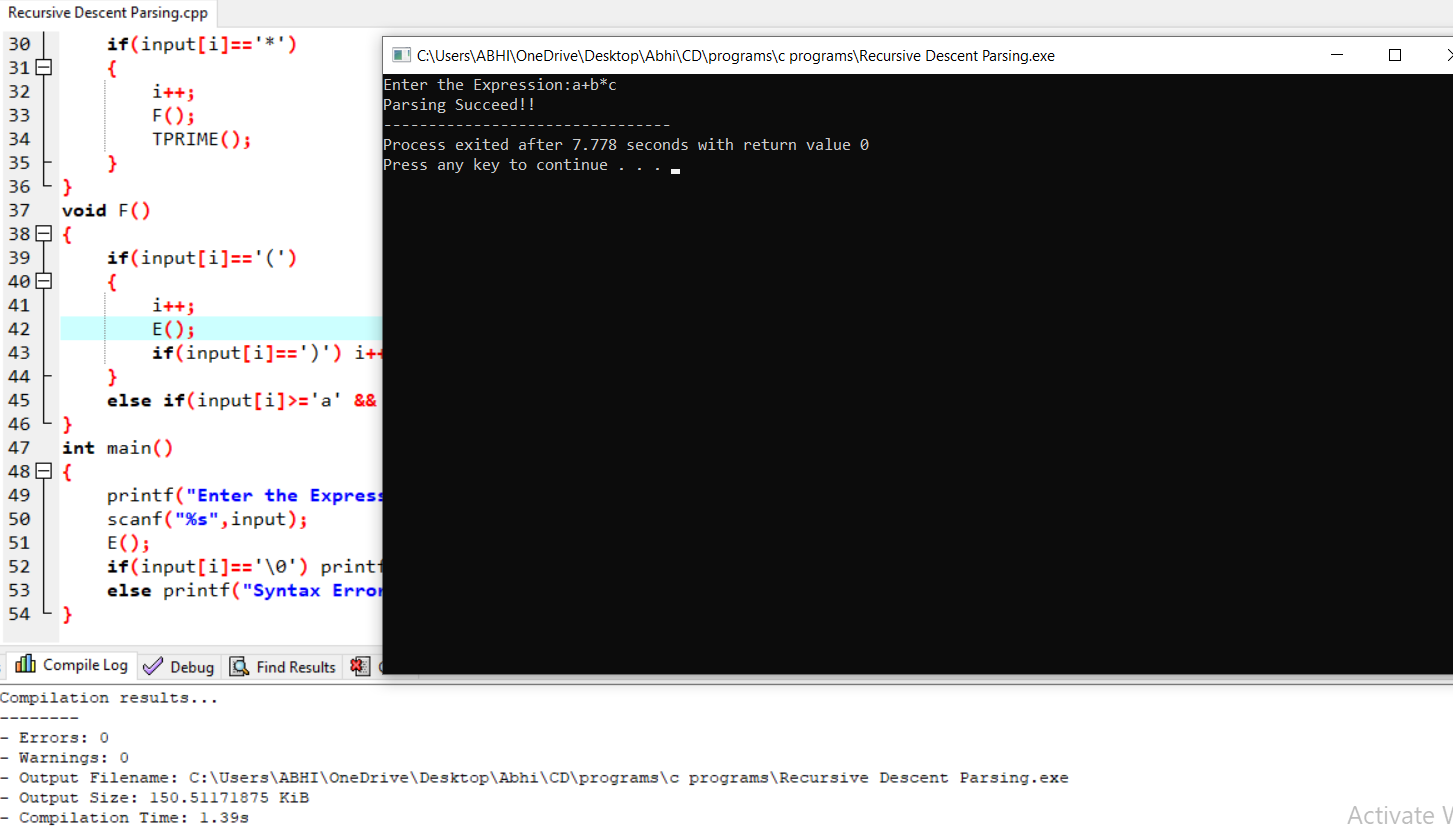 Recursive Descent Parsing.cpp
30 if(input[i]=='*')
31 {
32 i++;
33 F();
34 TPRIME();
35 }
36 }
37 void F()
38 {
39 if(input[i]=='(')
40 {
41 i++;
42 E();
43 if(input[i]==')') i++
44 }
45 else if(input[i]>='a' &&
46 }
47 int main()
48 {
49 printf("Enter the Express
50 scanf("%s",input);
51 E();
52 if(input[i]=='\0') printf
53 else printf("Syntax Error
54 }
C:\Users\ABHI\OneDrive\Desktop\Abhi\CD\programs\c programs\Recursive Descent Parsing.exe
Enter the Expression:a+b*c
Parsing Succeed!!
--------------------------------
Process exited after 7.778 seconds with return value 0
Press any key to continue . . .
Compile Log Debug Find Results
Compilation results...
--------
- Errors: 0
- Warnings: 0
- Output Filename: C:\Users\ABHI\OneDrive\Desktop\Abhi\CD\programs\c programs\Recursive Descent Parsing.exe
- Output Size: 150.51171875 KiB
- Compilation Time: 1.39s
Activate